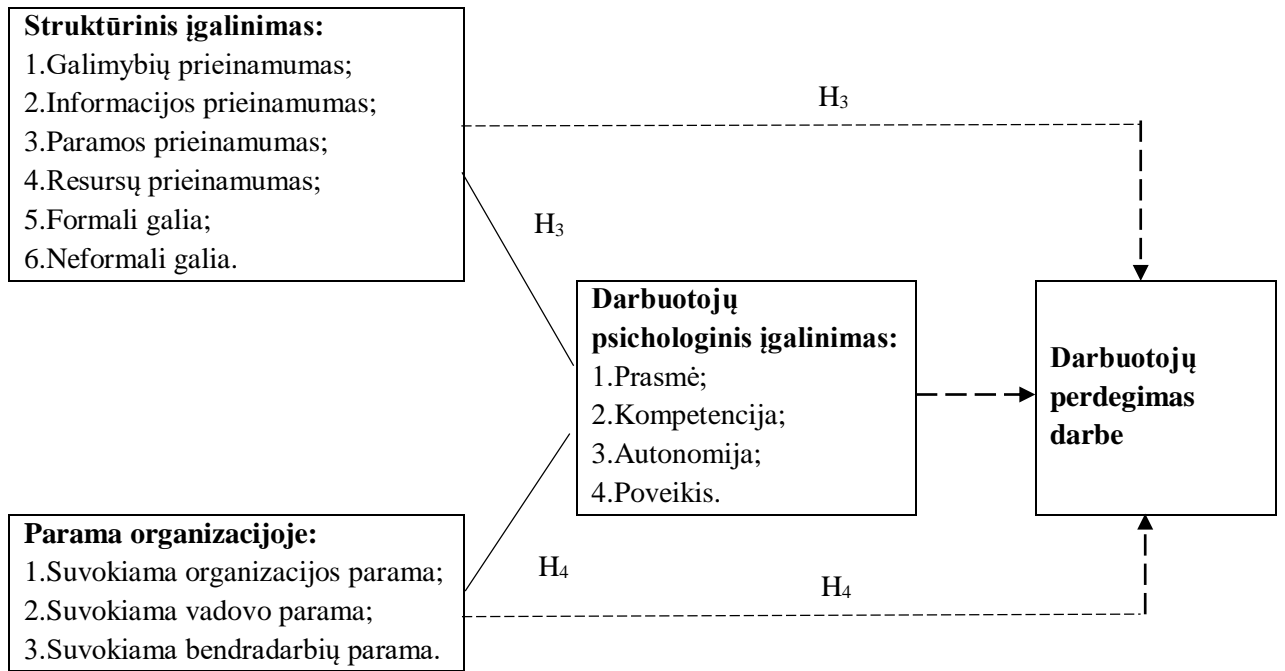 Struktūrinis įgalinimas:
1.Galimybių prieinamumas;
2.Informacijos prieinamumas;
3.Paramos prieinamumas;
4.Resursų prieinamumas;
5.Formali galia;
6.Neformali galia.
H₃
H₃
Darbuotojų
psichologinis įgalinimas:
1.Prasmė;
2.Kompetencija;
3.Autonomija;
4.Poveikis.
Darbuotojų
perdegimas
darbe
Parama organizacijoje:
1.Suvokiama organizacijos parama;
2.Suvokiama vadovo parama;
3.Suvokiama bendradarbių parama.
H₄
H₄